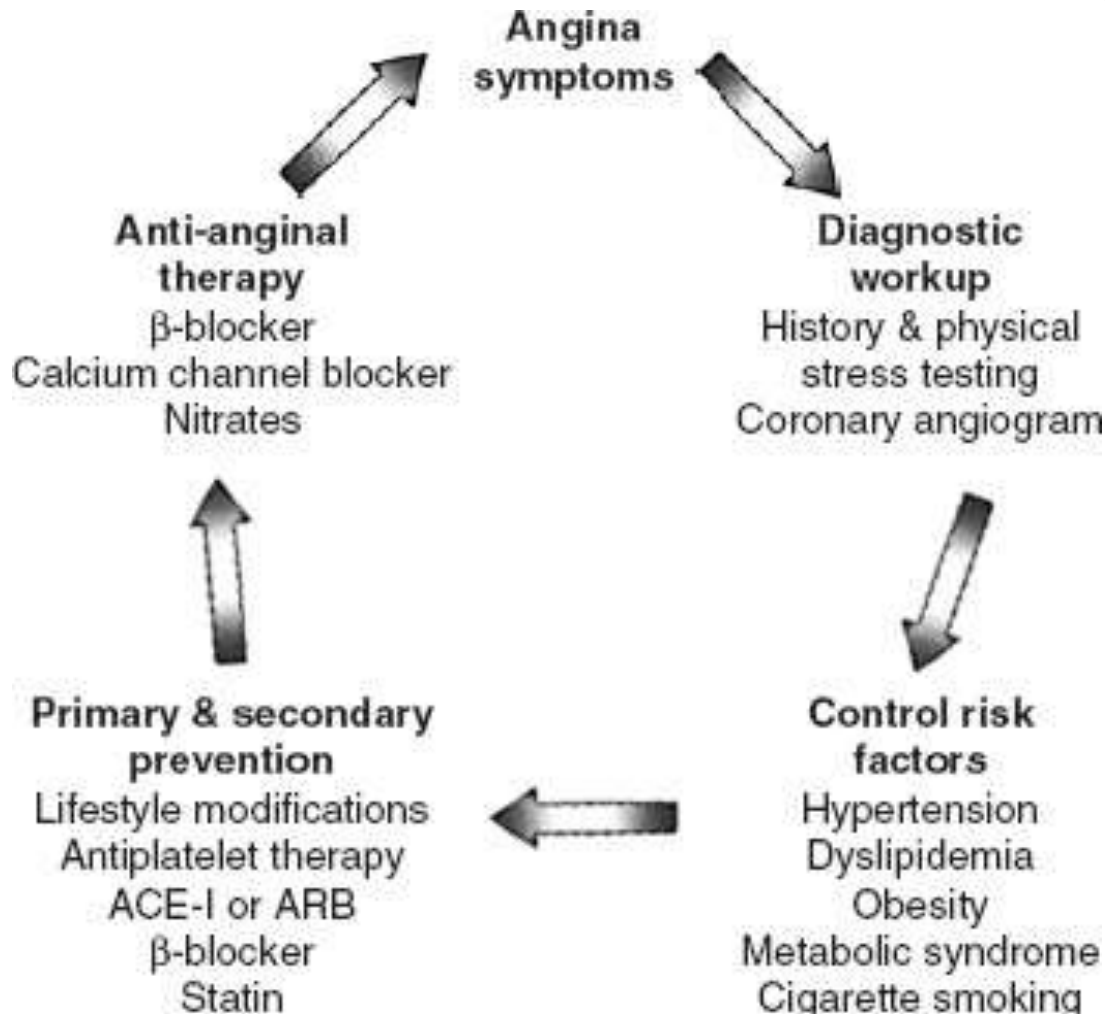 Angina
symptoms
Diagnostic
workup
History & physical
stress testing
Coronary angiogram
Control risk
factors
Hypertension
Dyslipidemia
Obesity
Metabolic syndrome
Cigarette smoking
Primary & secondary
prevention
Lifestyle modifications
Antiplatelet therapy
ACE-I or ARB
β-blocker
Statin
Anti-anginal
therapy
β-blocker
Calcium channel blocker
Nitrates